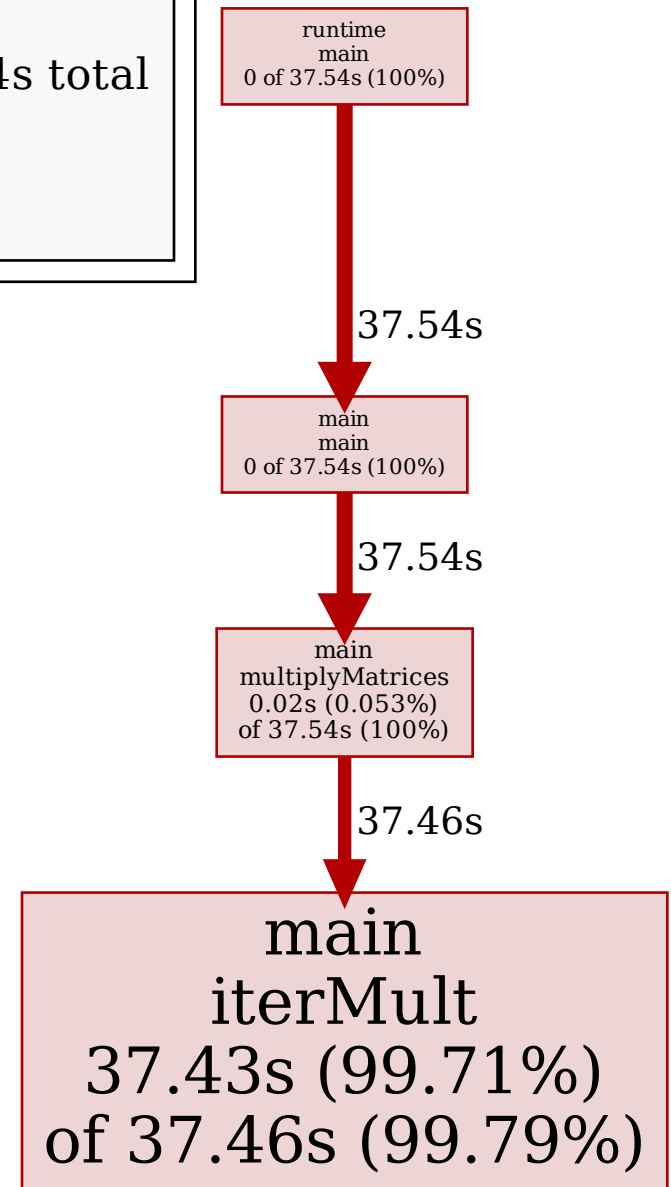 4s total
runtime
main
0 of 37.54s (100%)
37.54s
main
main
0 of 37.54s (100%)
37.54s
main
multiplyMatrices
0.02s (0.053%)
of 37.54s (100%)
37.46s
main
iterMult
37.43s (99.71%)
of 37.46s (99.79%)